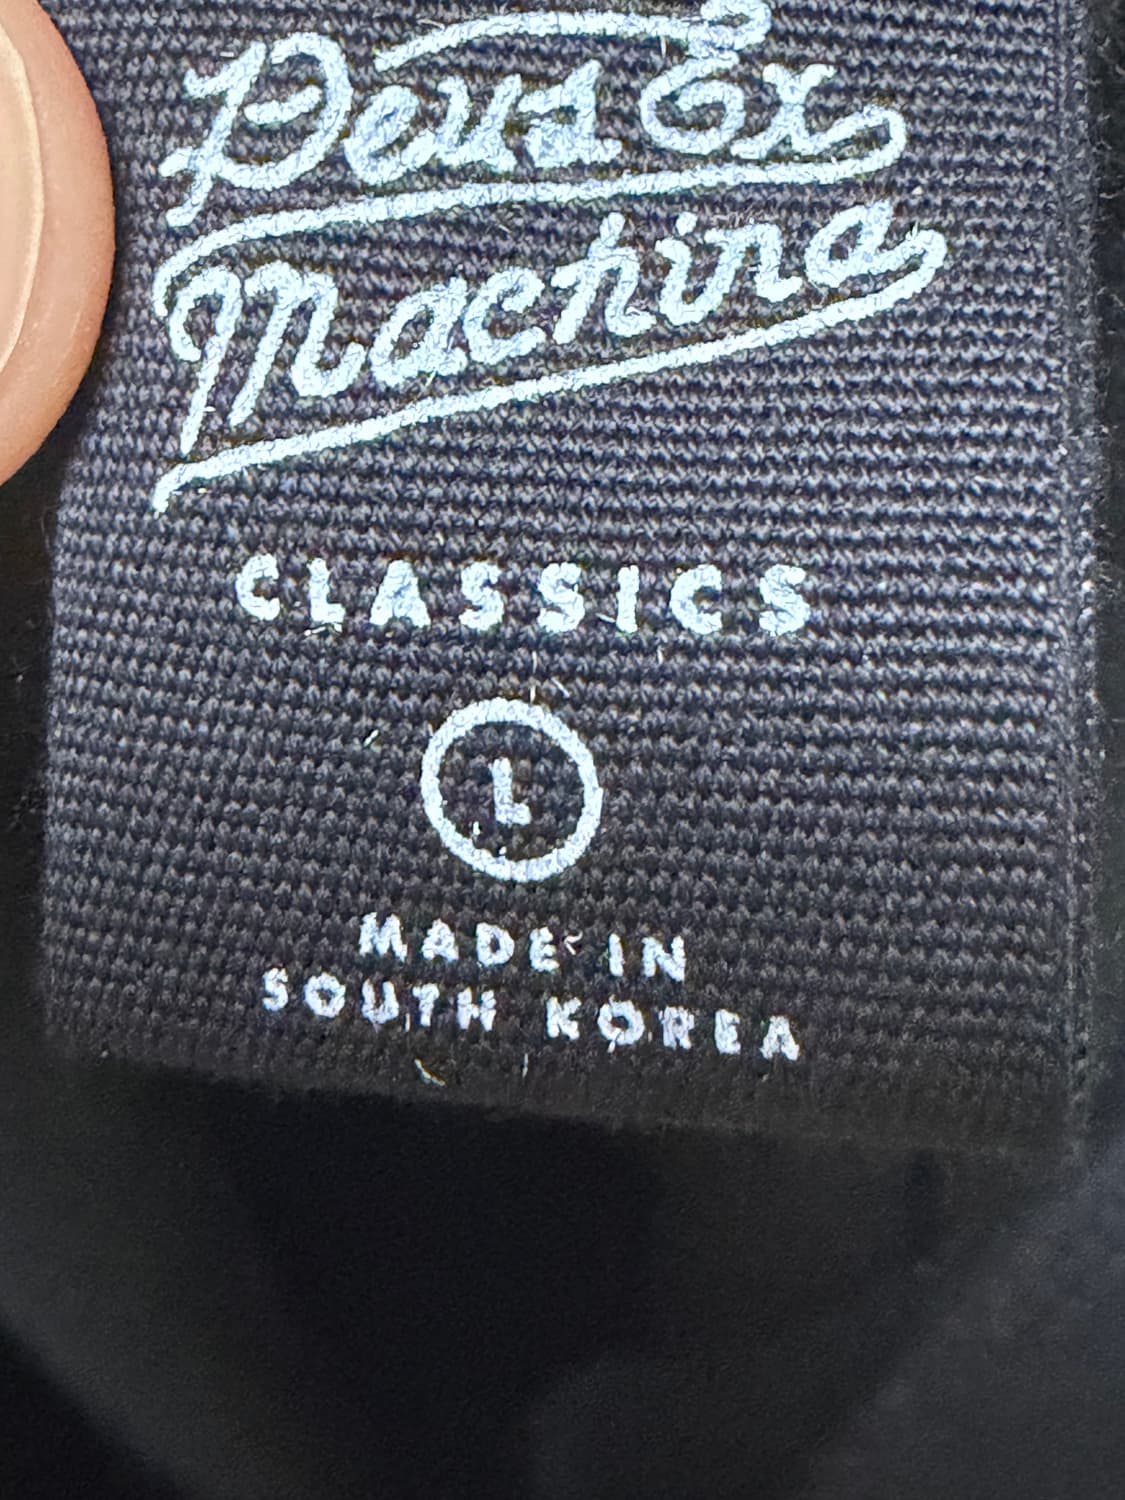 Deus Ex
Machina
CLASSICS
L
MADE IN
SOUTH KOREA